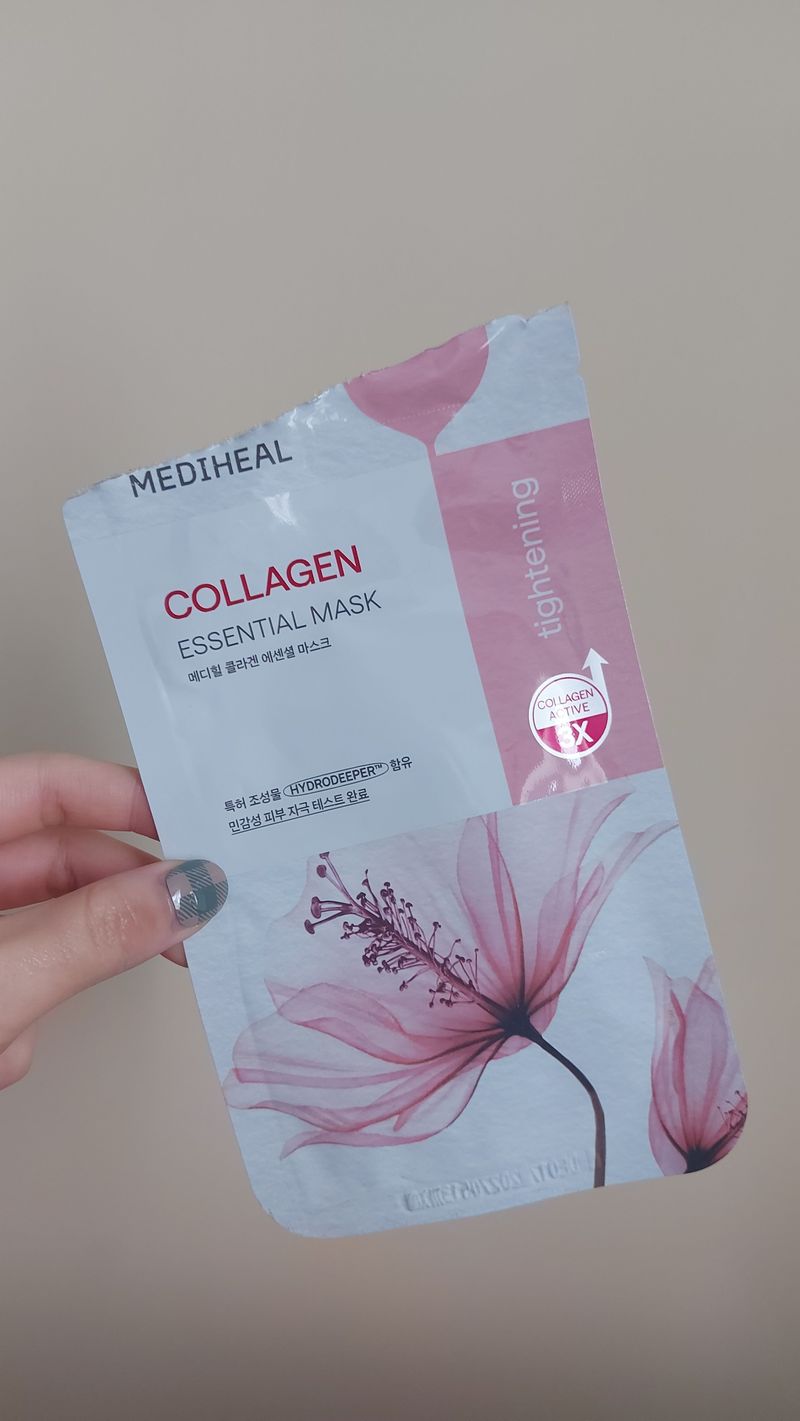 MEDIHEAL
COLLAGEN
ESSENTIAL MASK
메디힐 콜라겐 에센셜 마스크
tightening
COLLAGEN
ACTIVE
3X
특허 조성물 HYDRODEEPER™ 함유
민감성 피부 자극 테스트 완료